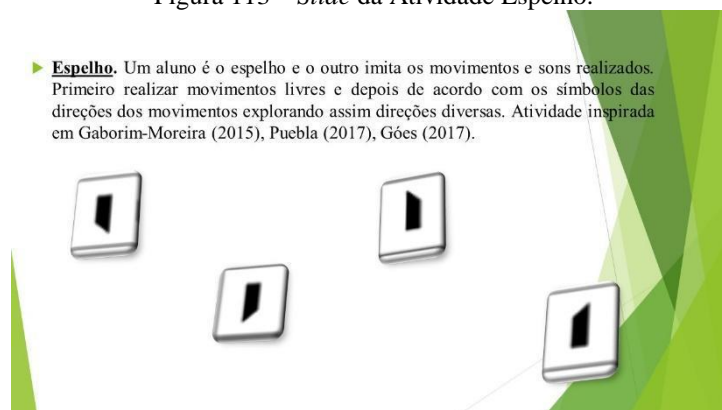 Figura 113 – Slide da Atividade Espelho.
Espelho. Um aluno é o espelho e o outro imita os movimentos e sons realizados.
Primeiro realizar movimentos livres e depois de acordo com os símbolos das
direções dos movimentos explorando assim direções diversas. Atividade inspirada
em Gaborim-Moreira (2015), Puebla (2017), Góes (2017).